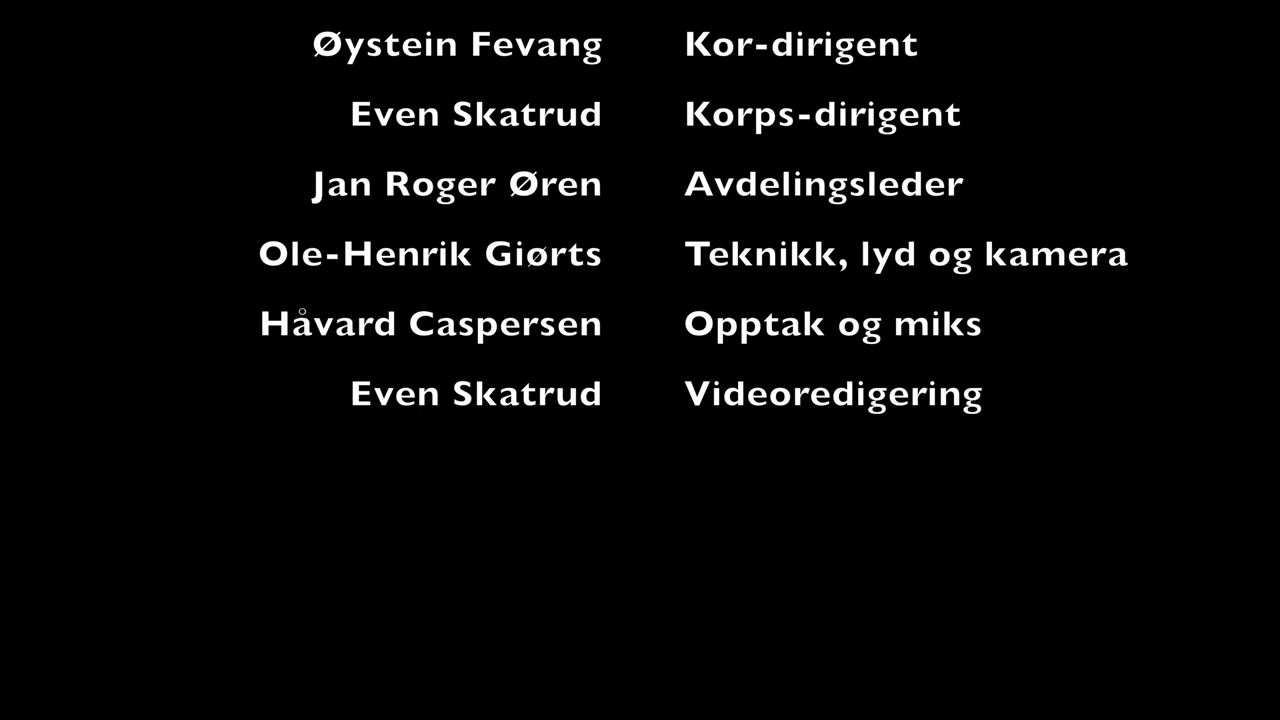 Øystein Fevang Kor-dirigent
Even Skatrud Korps-dirigent
Jan Roger Øren Avdelingsleder
Ole-Henrik Giørts Teknikk, lyd og kamera
Håvard Caspersen Opptak og miks
Even Skatrud Videoredigering